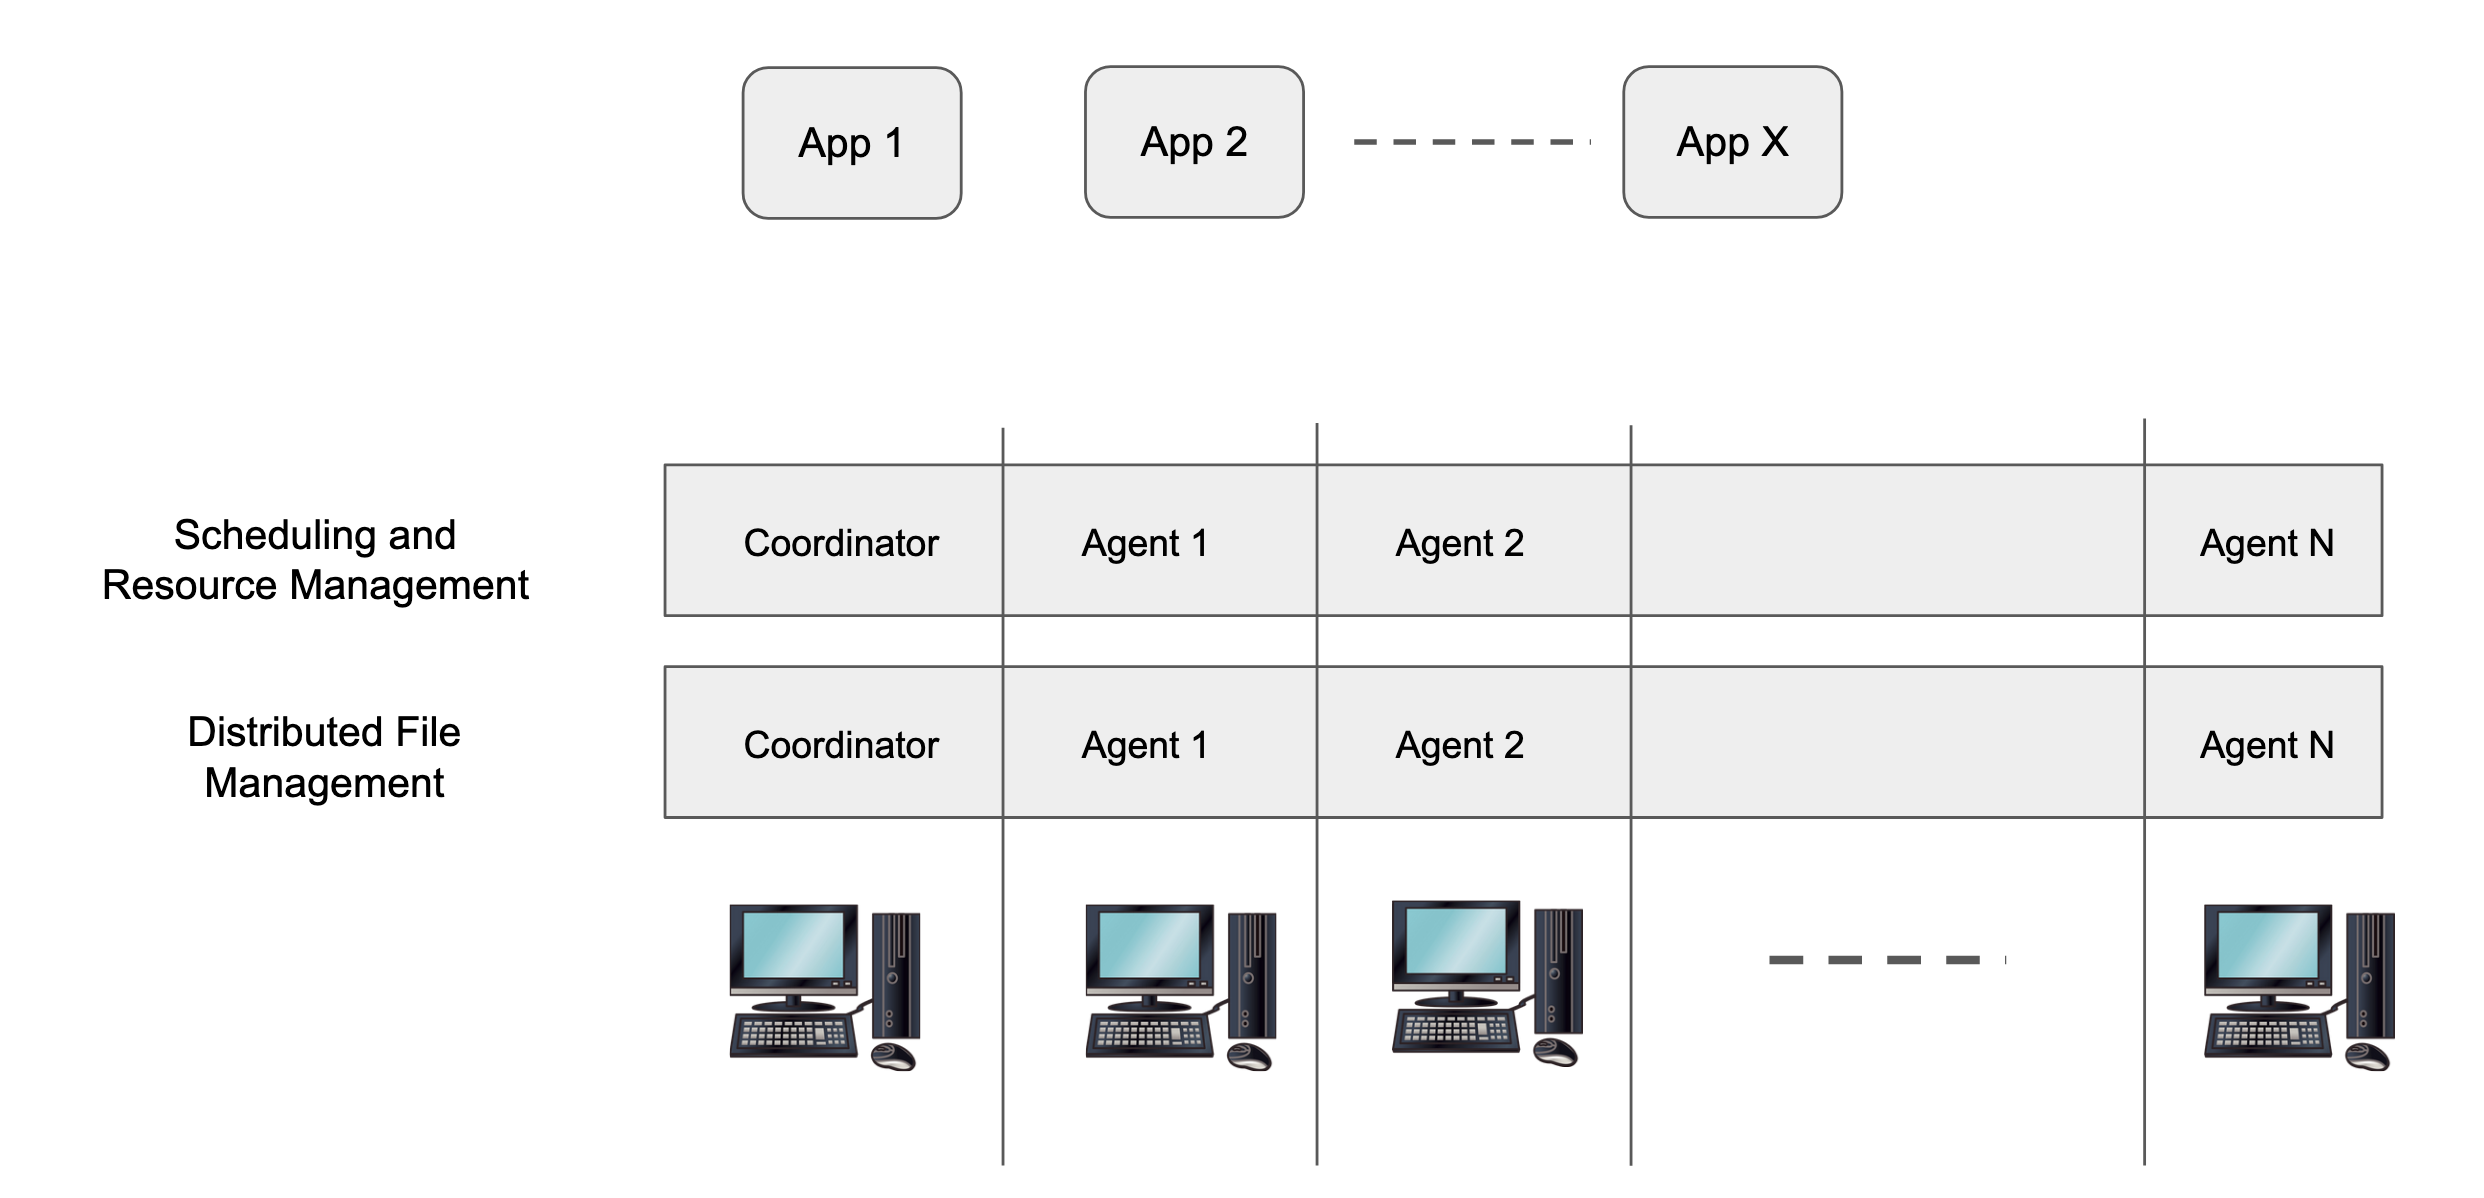 App 1
App 2
App X
Scheduling and
Resource Management
Coordinator
Agent 1
Agent 2
Agent N
Distributed File
Management
Coordinator
Agent 1
Agent 2
Agent N